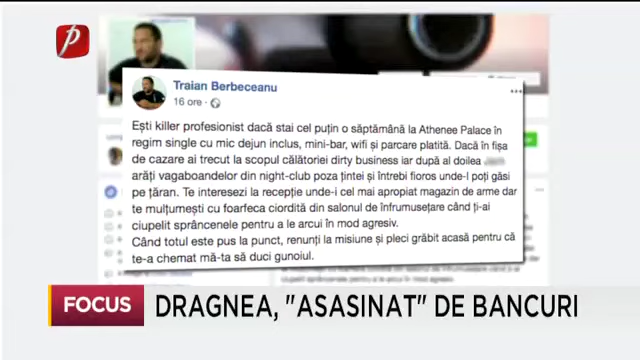 p
Traian Berbeceanu
16 ore
Ești killer profesionist dacă stai cel puțin o săptămână la Athenee Palace în
regim single cu mic dejun inclus, mini-bar, wifi și parcare platită. Dacă în fișa
de cazare ai trecut la scopul călătoriei dirty business iar după al doilea
arăți vagaboandelor din night-club poza țintei și întrebi fioros unde-l poți găsi
pe țăran. Te interesezi la recepție unde-i cel mai apropiat magazin de arme dar
te mulțumești cu foarfeca ciordită din salonul de înfrumusețare când ți-ai
ciupelit sprâncenele pentru a le arcui în mod agresiv.
Când totul este pus la punct, renunți la misiune și pleci grăbit acasă pentru că
te-a chemat mă-ta să duci gunoiul.
FOCUS
DRAGNEA, "ASASINAT" DE BANCURI